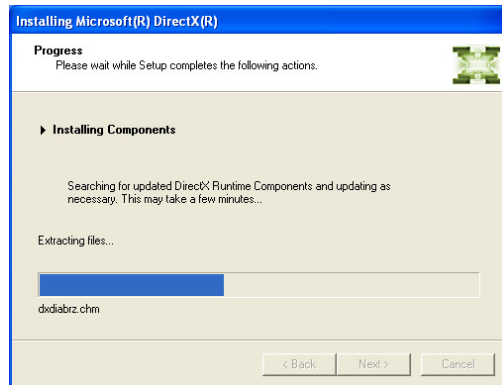 Installing Microsoft(R) DirectX(R)
Progress
Please wait while Setup completes the following actions.
Installing Components
Searching for updated DirectX Runtime Components and updating as
necessary. This may take a few minutes...
Extracting files...
dxdiabrz.chm
< Back Next > Cancel